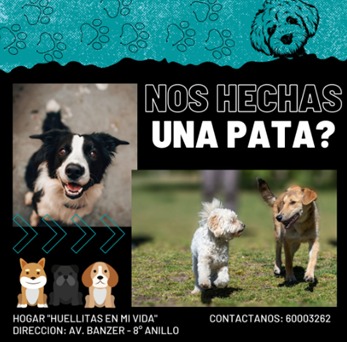 NOS HECHAS
UNA PATA?
HOGAR "HUELLITAS EN MI VIDA"
DIRECCION: AV. BANZER - 8° ANILLO
CONTACTANOS: 60003262